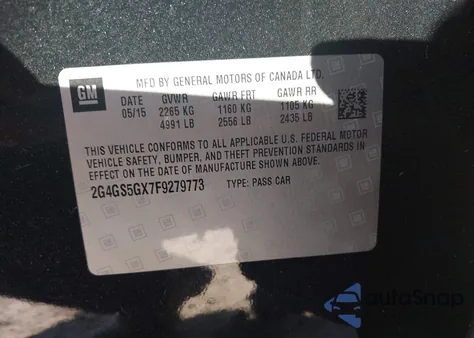 GM
MFD BY GENERAL MOTORS OF CANADA LTD.
DATE GVWR GAWR FRT GAWR RR
05/15 2265 KG 1160 KG 1105 KG
4991 LB 2556 LB 2435 LB
THIS VEHICLE CONFORMS TO ALL APPLICABLE U.S. FEDERAL MOTOR
VEHICLE SAFETY, BUMPER, AND THEFT PREVENTION STANDARDS
IN EFFECT ON THE DATE OF MANUFACTURE SHOWN ABOVE.
2G4GS5GX7F9279773 TYPE: PASS CAR
autoSnap